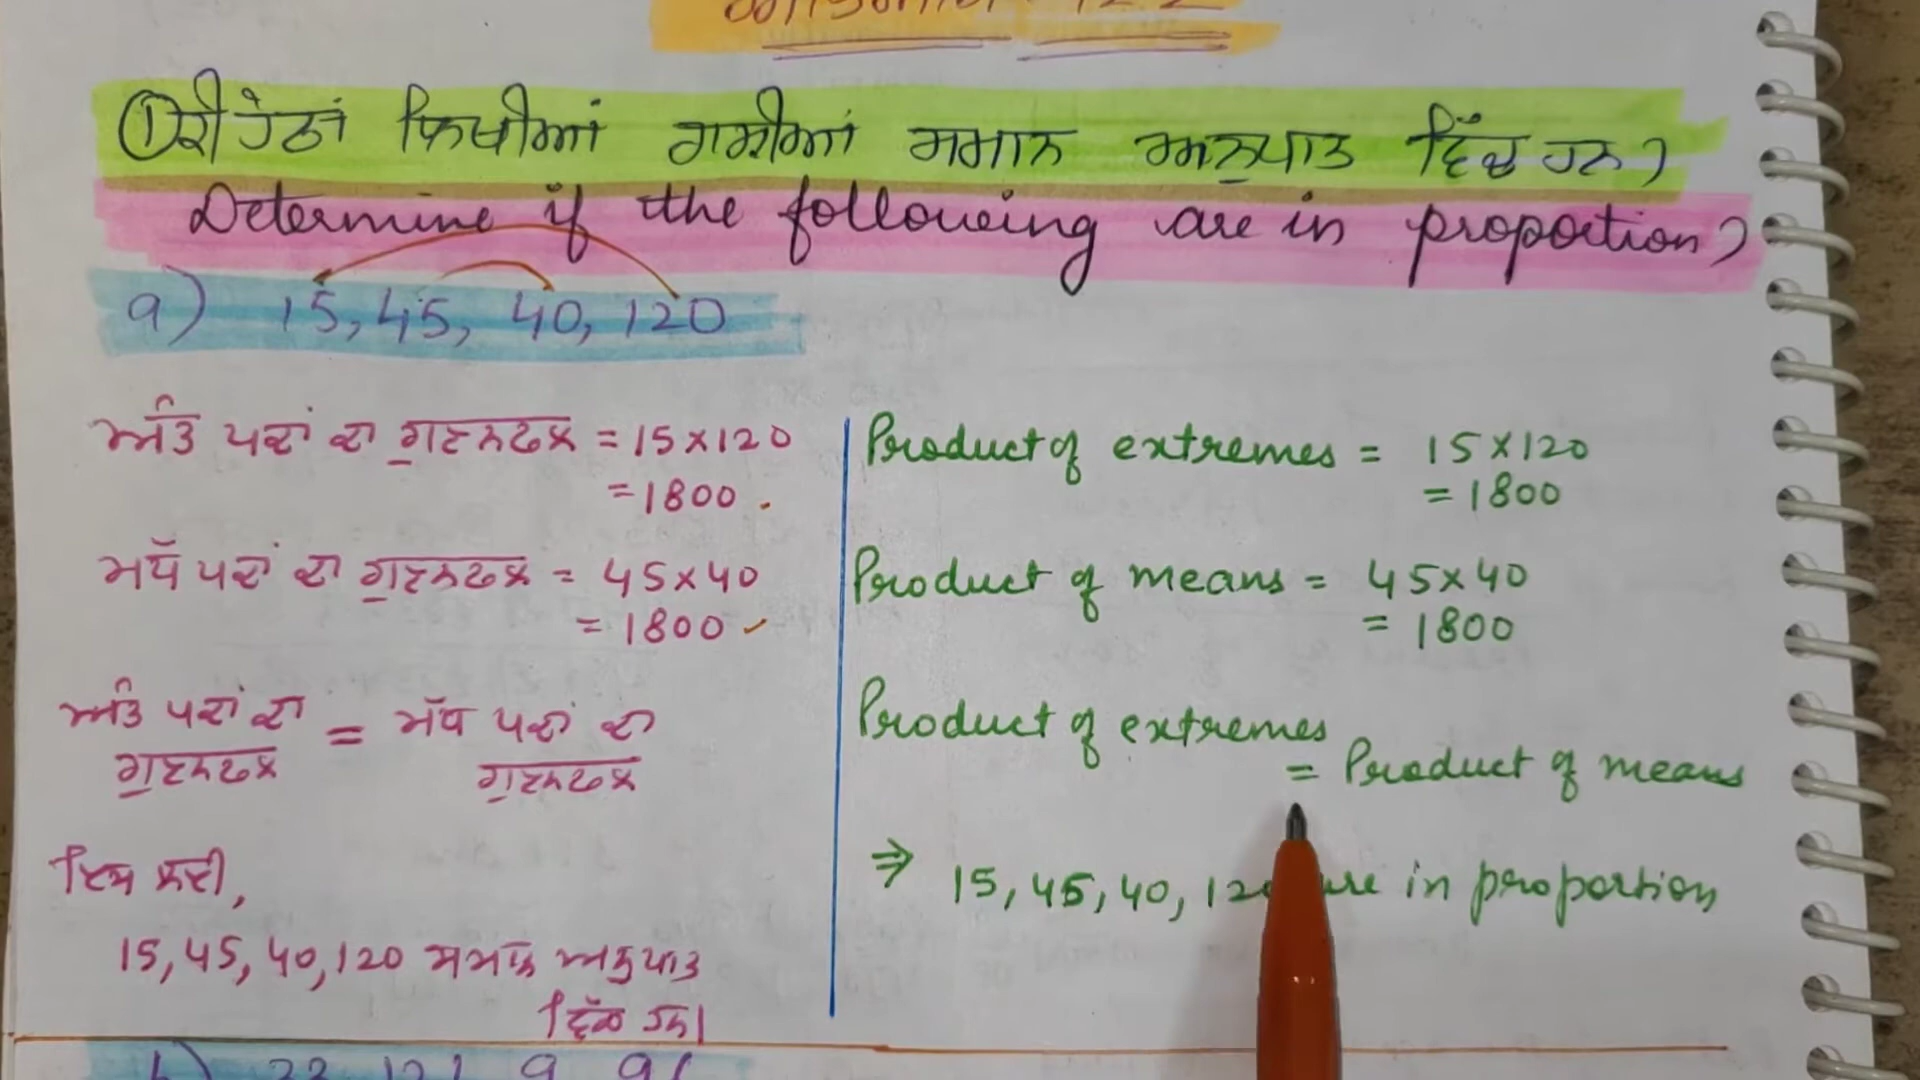 ① ਕੀ ਹੇਠਾਂ ਲਿਖੀਆਂ ਰਾਸ਼ੀਆਂ ਸਮਾਨ ਅਨੁਪਾਤ ਵਿੱਚ ਹਨ?
Determine if the following are in proportion?
a) 15, 45, 40, 120
ਅੰਤ ਪਦਾਂ ਦਾ ਗੁਣਨਫਲ = 15×120
= 1800
ਮੱਧ ਪਦਾਂ ਦਾ ਗੁਣਨਫਲ = 45×40
= 1800
ਅੰਤ ਪਦਾਂ ਦਾ = ਮੱਧ ਪਦਾਂ ਦਾ
ਗੁਣਨਫਲ ਗੁਣਨਫਲ
ਇਸ ਲਈ,
15, 45, 40, 120 ਸਮਾਨ ਅਨੁਪਾਤ
ਵਿੱਚ ਹਨ।
Product of extremes = 15×120
= 1800
Product of means = 45×40
= 1800
Product of extremes
= Product of means
⇒ 15, 45, 40, 120 are in proportion